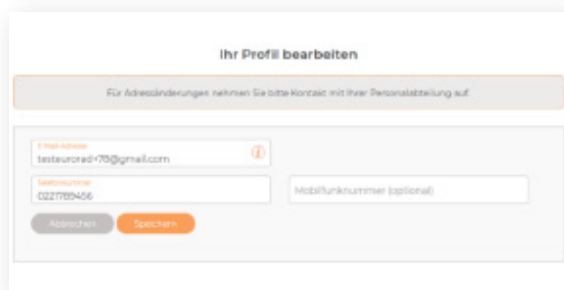 Ihr Profil bearbeiten
Für Adressänderungen nehmen Sie bitte Kontakt mit Ihrer Personalabteilung auf.
E-Mail-Adresse
testeurorad+78@gmail.com
Telefonnummer
0221789456
Mobilfunknummer (optional)
Abbrechen Speichern